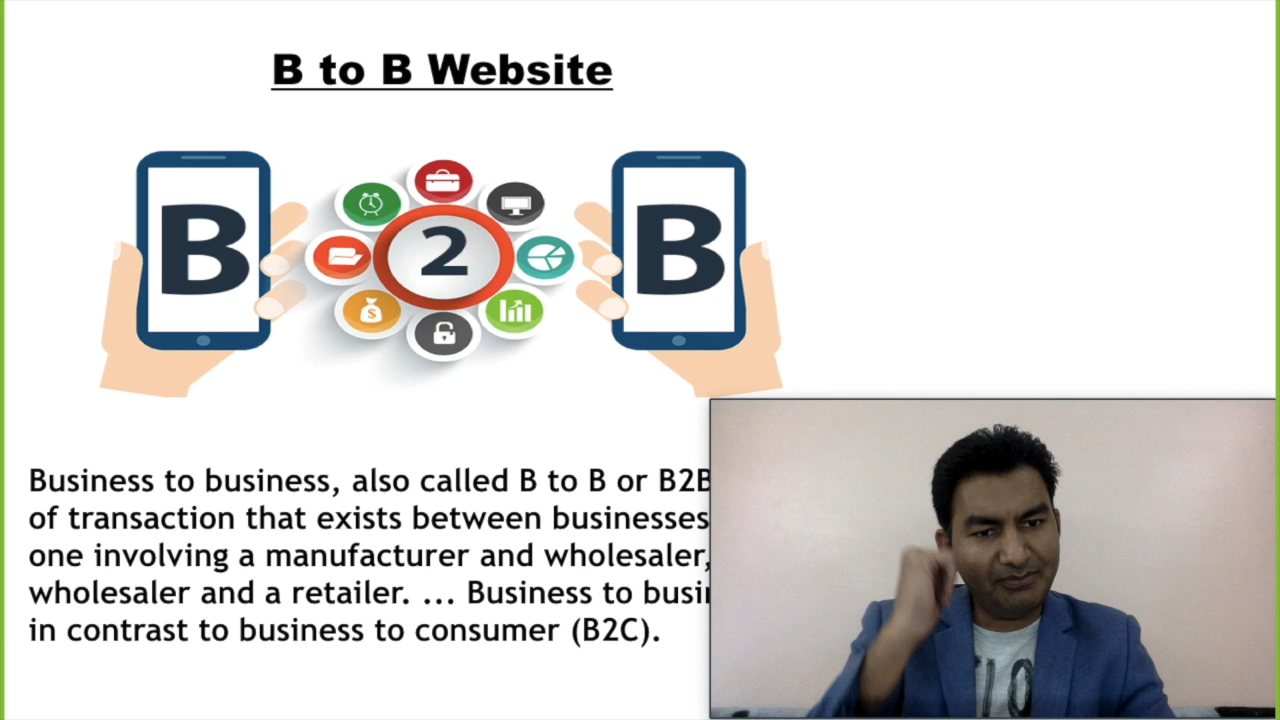 B to B Website
B 2 B
Business to business, also called B to B or B2B
of transaction that exists between businesses
one involving a manufacturer and wholesaler,
wholesaler and a retailer. ... Business to
in contrast to business to consumer (B2C).